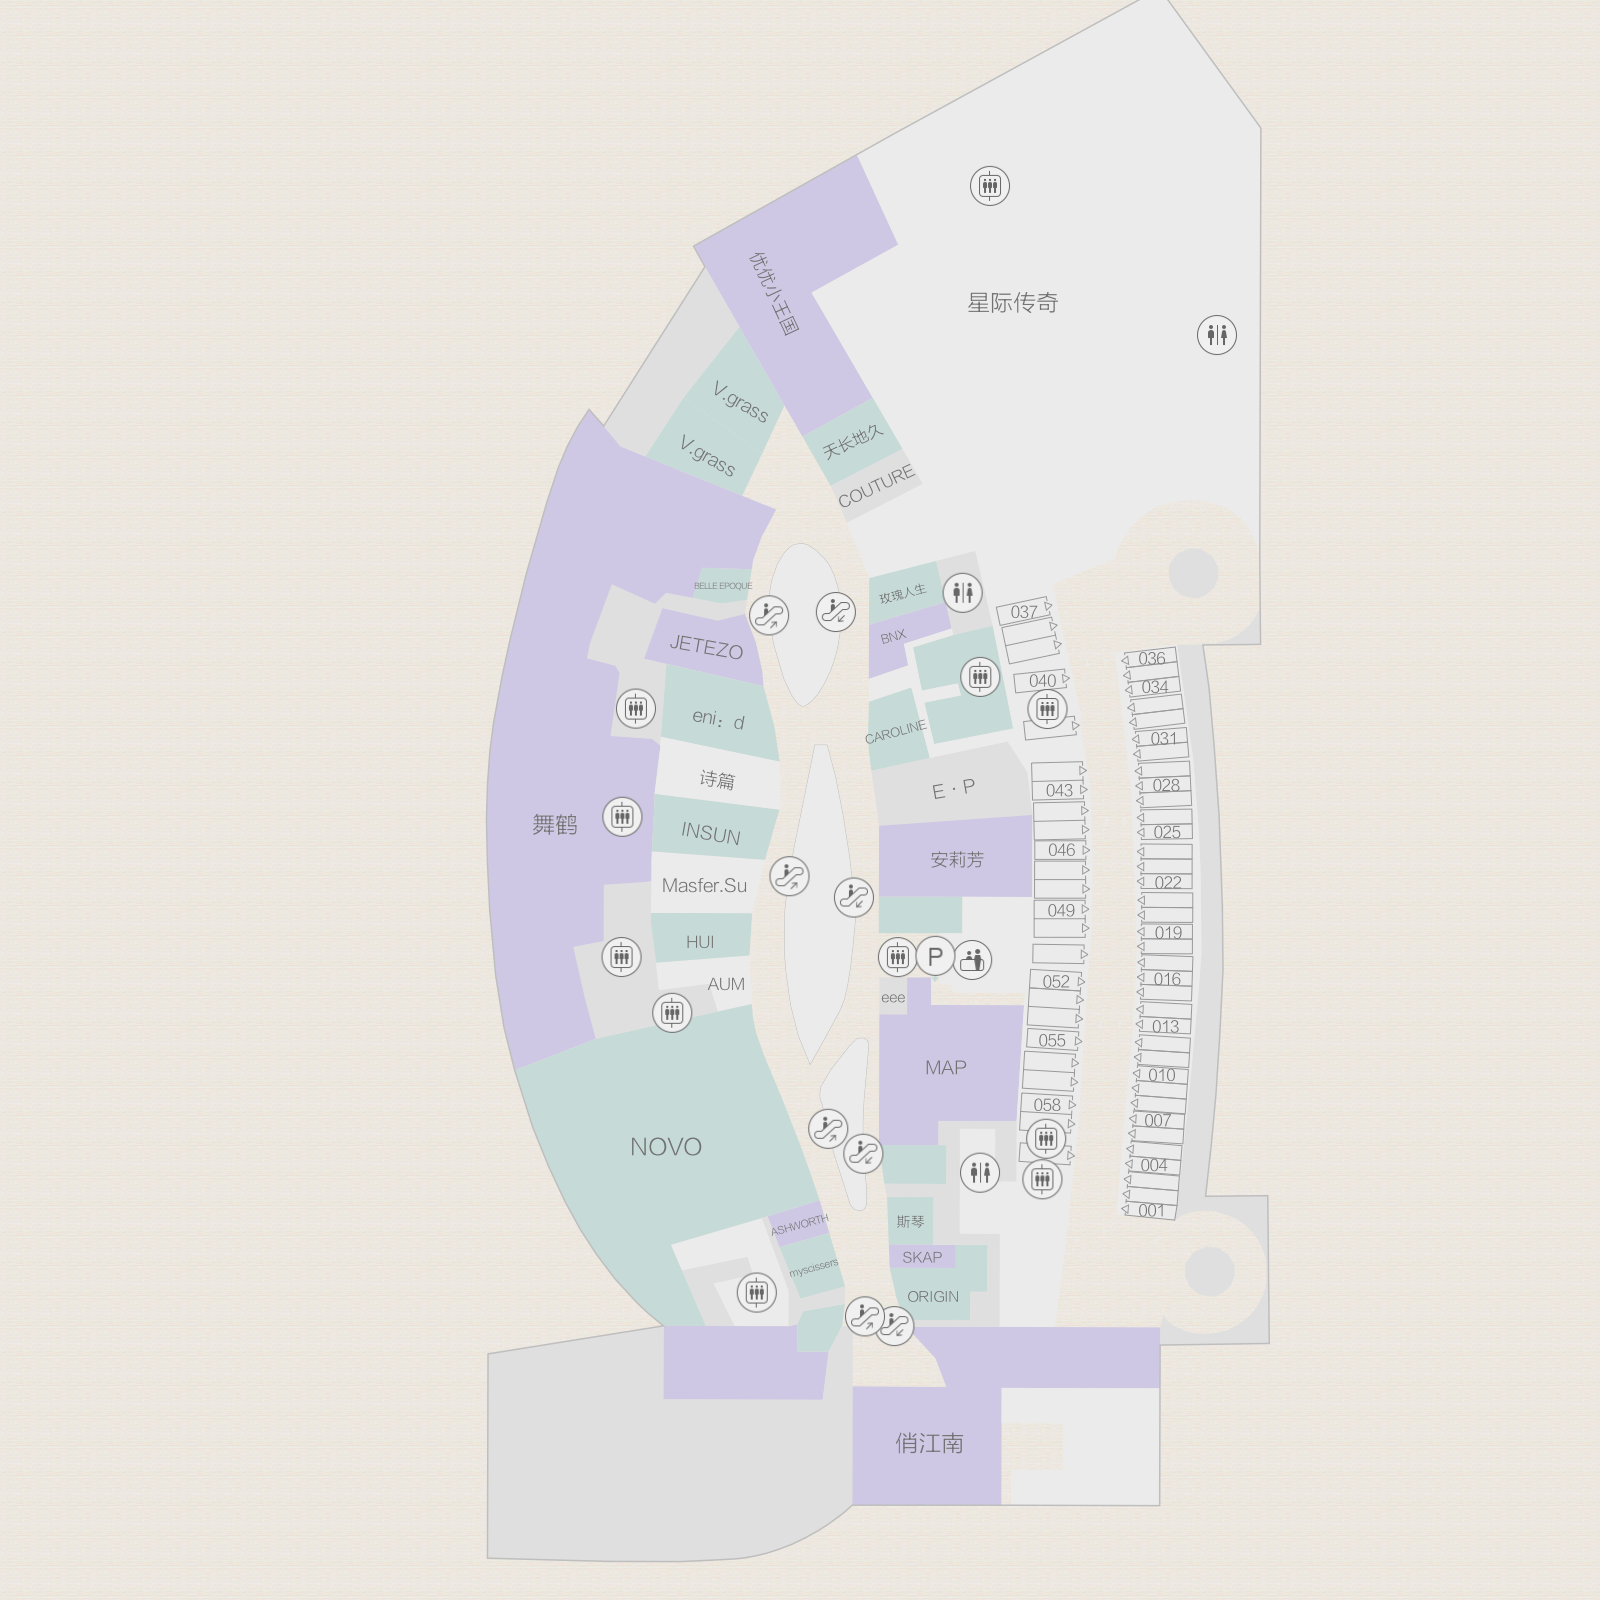 优优小王国
星际传奇
V.grass
V.grass
天长地久
COUTURE
BELLE EPOQUE
玫瑰人生
BNX
037
JETEZO
036
040
034
eni：d
CAROLINE
031
诗篇
E · P
043
028
舞鹤
INSUN
安莉芳
025
046
Masfer.Su
022
049
HUI
019
P
AUM
eee
052
016
055
013
MAP
010
058
007
NOVO
004
ASHWORTH
斯琴
001
myscissers
SKAP
ORIGIN
俏江南